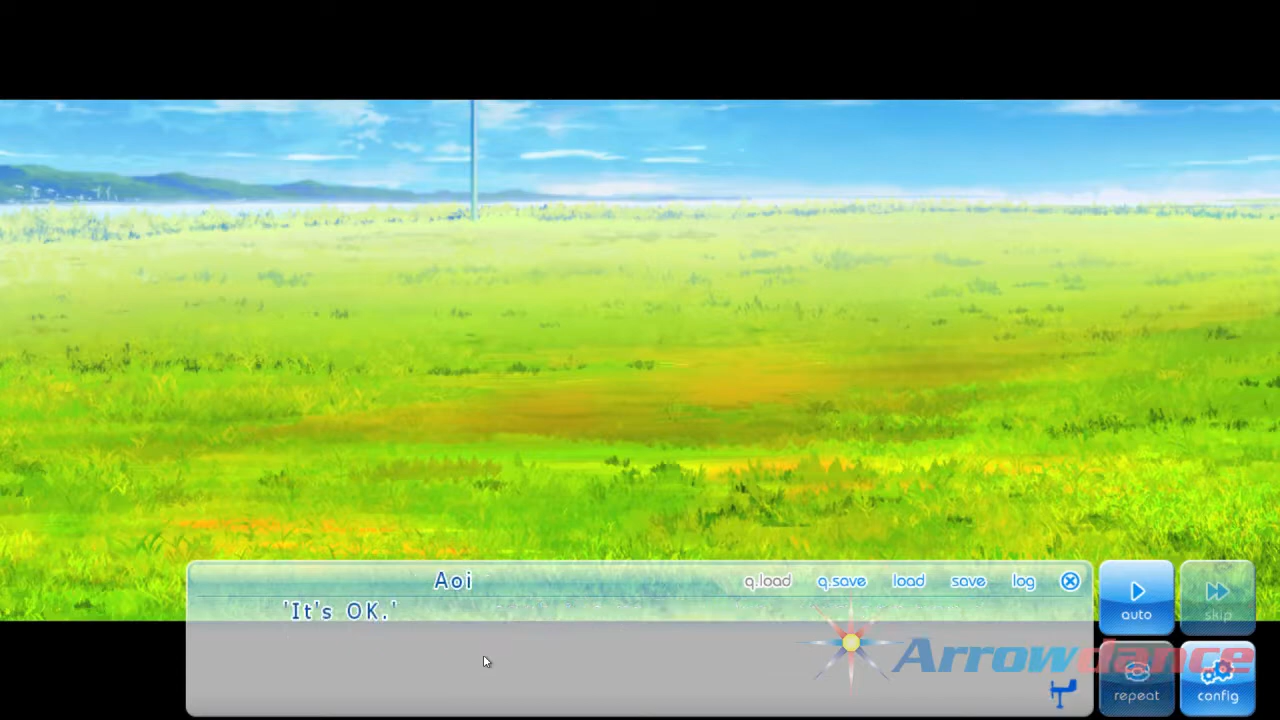 Aoi
q.load q.save load save log
auto skip
'It's OK.'
Arrowdance
repeat config